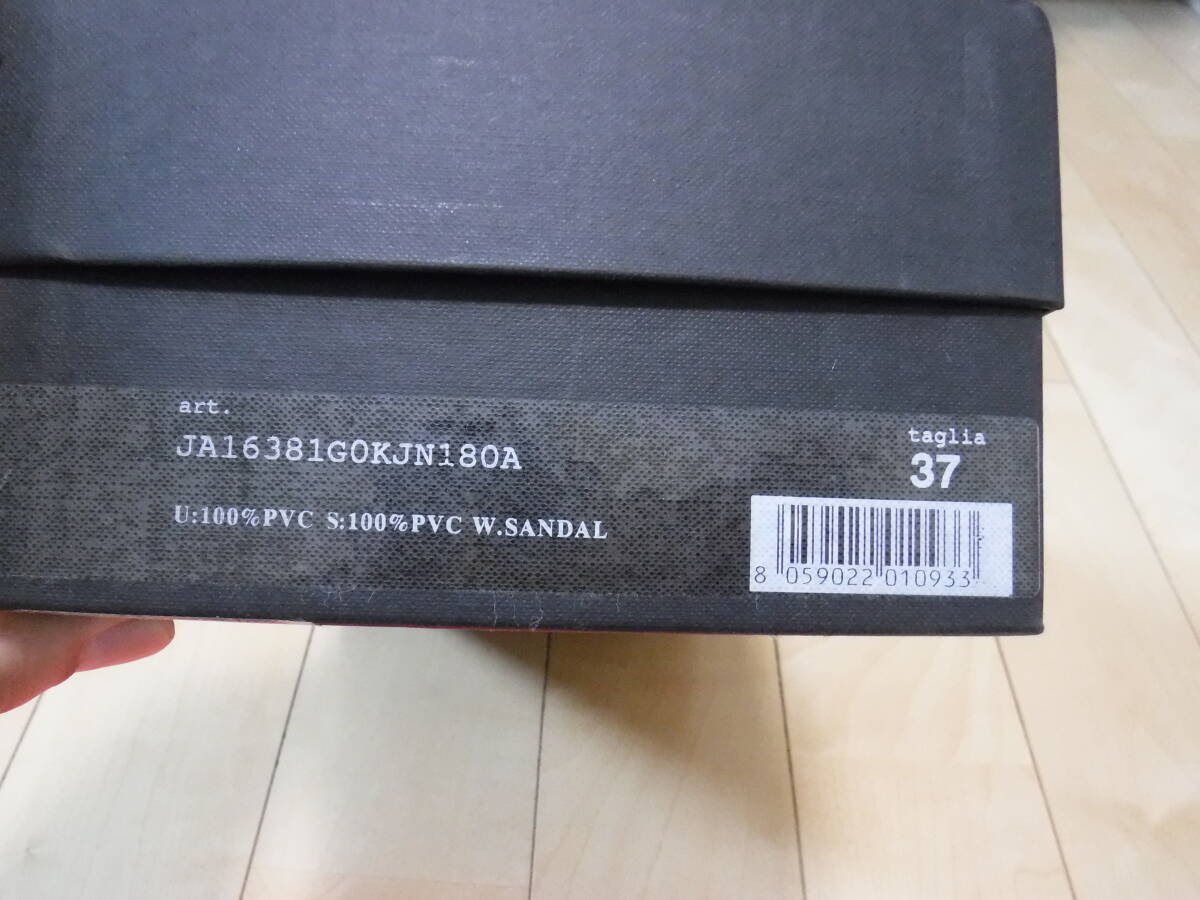 art.
JA16381G0KJN180A
U:100%PVC S:100%PVC W.SANDAL
taglia
37
8 059022 010933